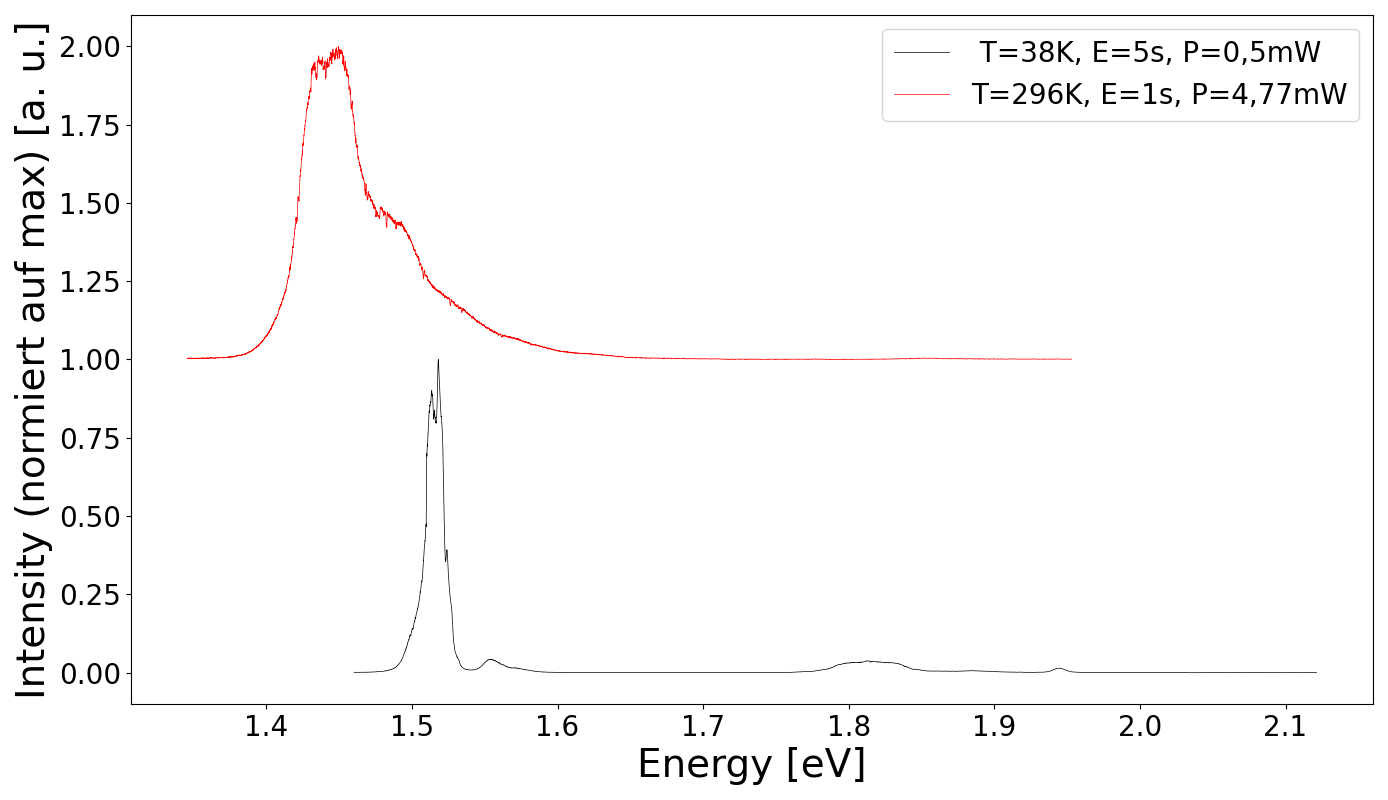 Intensity (normiert auf max) [a. u.]
2.00
1.75
1.50
1.25
1.00
0.75
0.50
0.25
0.00
T=38K, E=5s, P=0,5mW
T=296K, E=1s, P=4,77mW
1.4 1.5 1.6 1.7 1.8 1.9 2.0 2.1
Energy [eV]